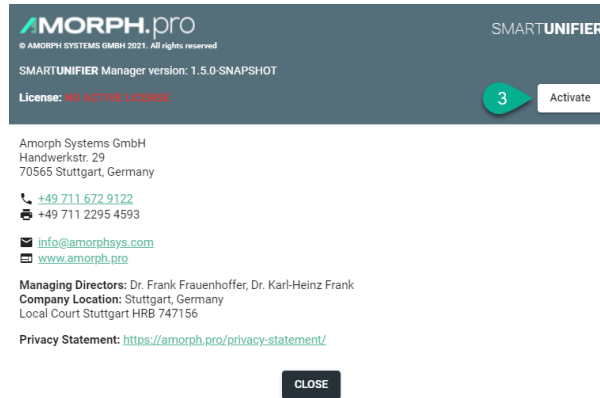 AMORPH.pro
SMARTUNIFIER
© AMORPH SYSTEMS GMBH 2021. All rights reserved
SMARTUNIFIER Manager version: 1.5.0-SNAPSHOT
License: NO ACTIVE LICENSE
3
Activate
Amorph Systems GmbH
Handwerkstr. 29
70565 Stuttgart, Germany
+49 711 672 9122
+49 711 2295 4593
info@amorphsys.com
www.amorph.pro
Managing Directors: Dr. Frank Frauenhoffer, Dr. Karl-Heinz Frank
Company Location: Stuttgart, Germany
Local Court Stuttgart HRB 747156
Privacy Statement: https://amorph.pro/privacy-statement/
CLOSE